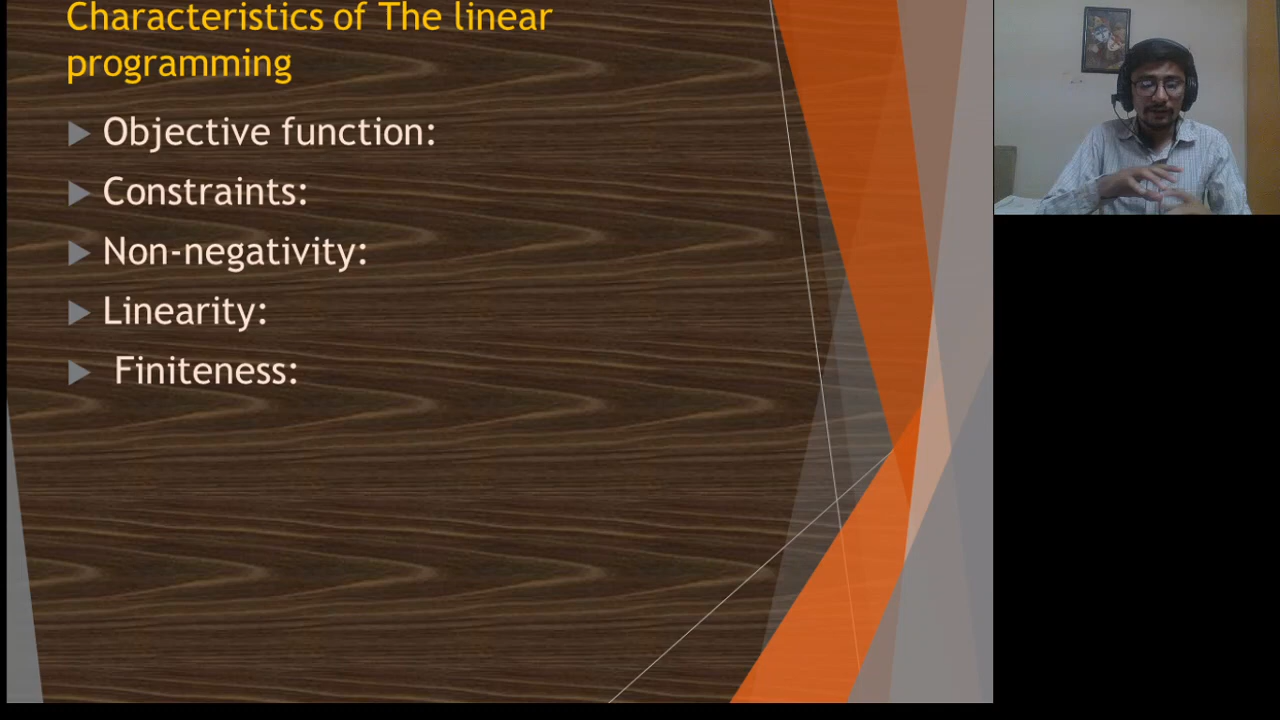 Characteristics of The linear
programming
Objective function:
Constraints:
Non-negativity:
Linearity:
Finiteness: